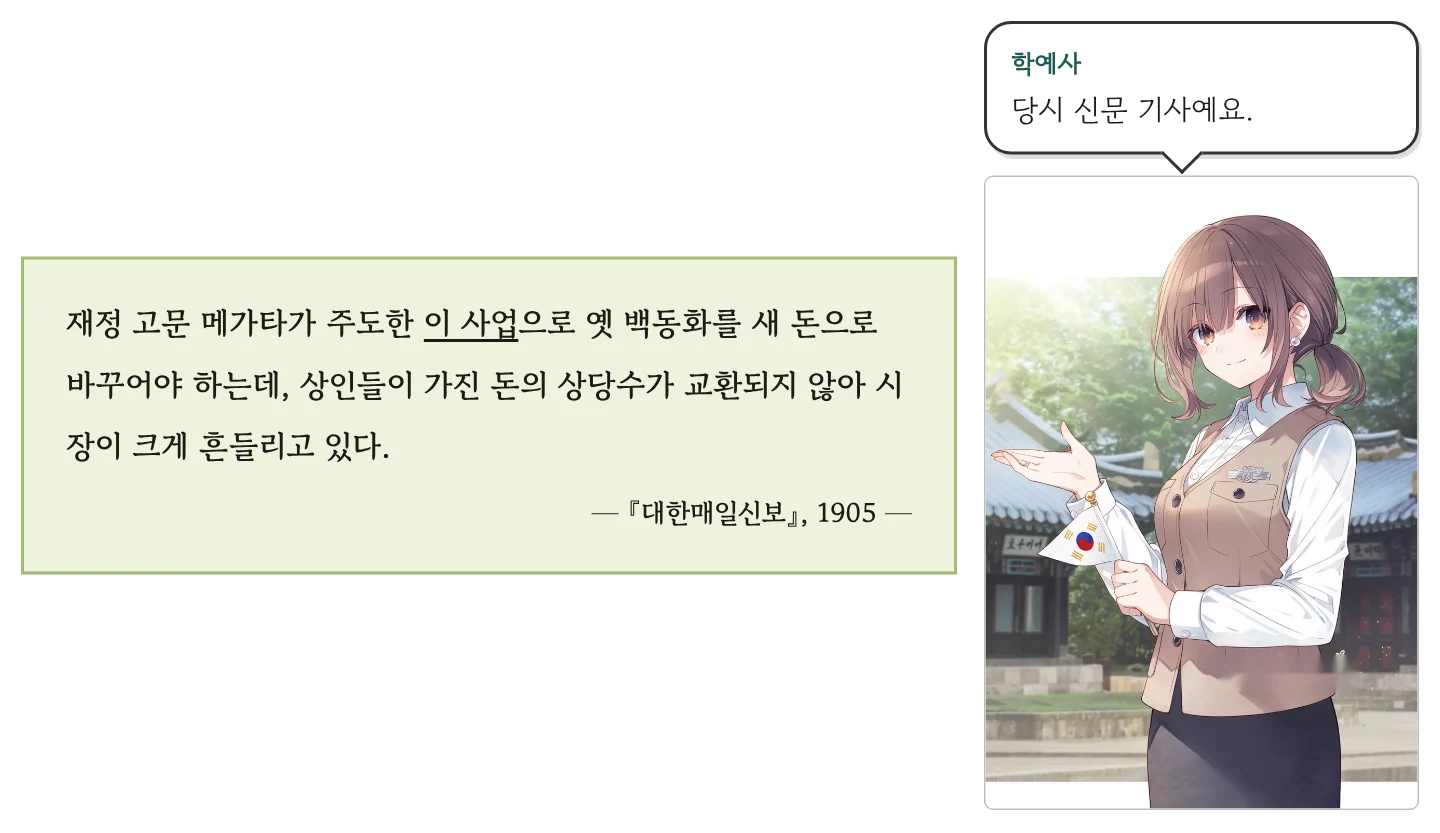 학예사
당시 신문 기사예요.
재정 고문 메가타가 주도한 이 사업으로 옛 백동화를 새 돈으로
바꾸어야 하는데, 상인들이 가진 돈의 상당수가 교환되지 않아 시
장이 크게 흔들리고 있다.
— 『대한매일신보』, 1905 —